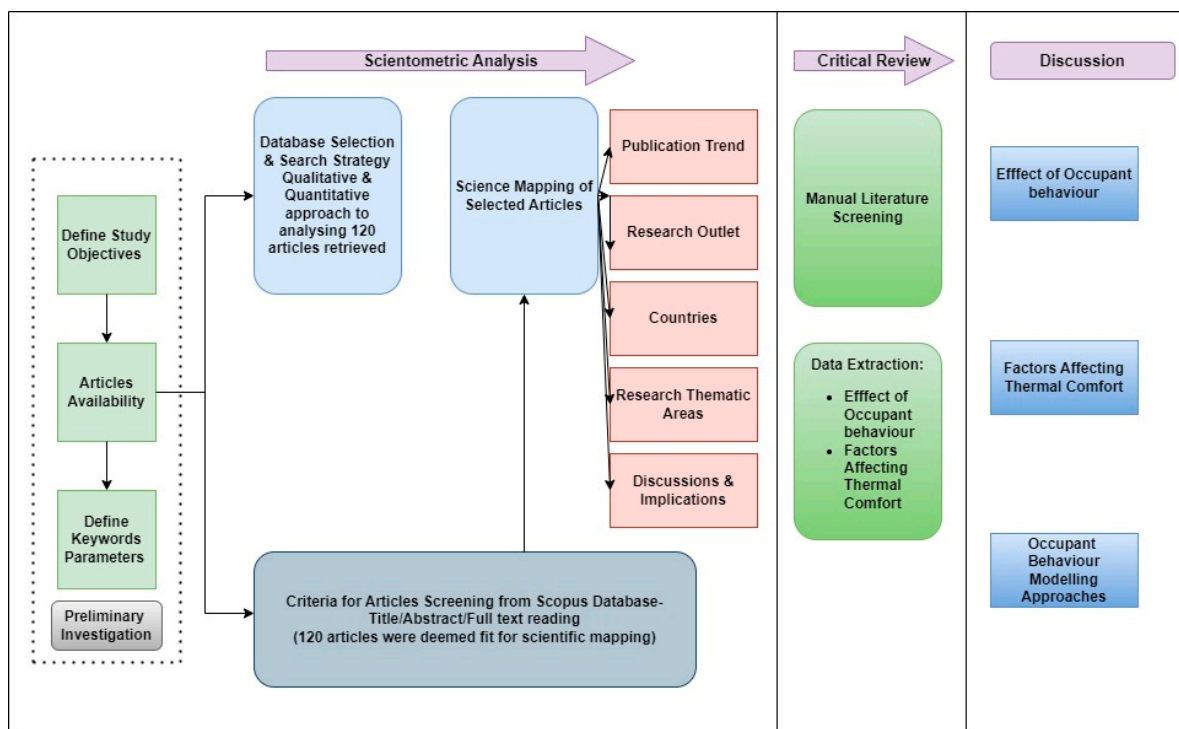 Scientometric Analysis
Critical Review
Discussion
Define Study
Objectives
Articles
Availability
Define
Keywords
Parameters
Preliminary
Investigation
Database Selection
& Search Strategy
Qualitative &
Quantitative
approach to
analysing 120
articles retrieved
Science Mapping of
Selected Articles
Publication Trend
Research Outlet
Countries
Research Thematic
Areas
Discussions &
Implications
Criteria for Articles Screening from Scopus Database-
Title/Abstract/Full text reading
(120 articles were deemed fit for scientific mapping)
Manual Literature
Screening
Data Extraction:
• Efffect of
Occupant
behaviour
• Factors
Affecting
Thermal
Comfort
Efffect of Occupant
behaviour
Factors Affecting
Thermal Comfort
Occupant
Behaviour
Modelling
Approaches